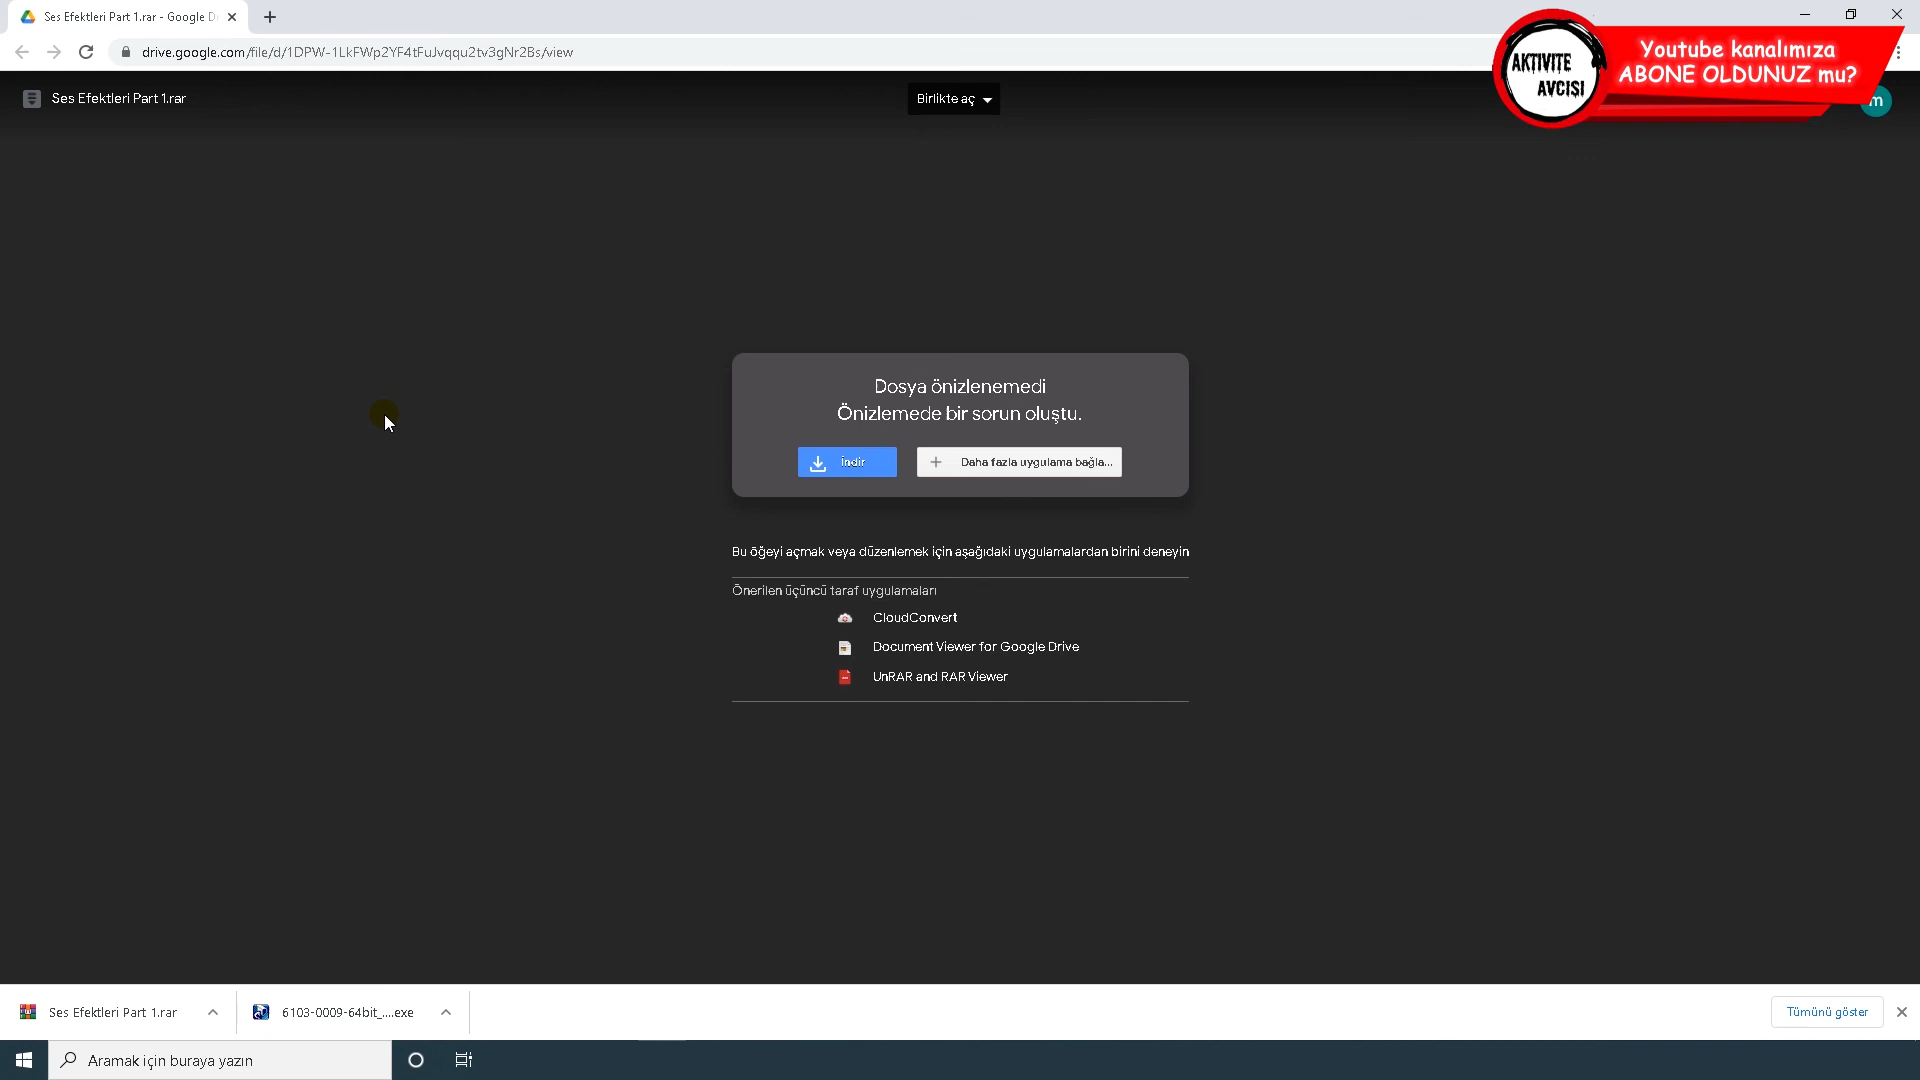 Ses Efektleri Part 1.rar - Google D
drive.google.com/file/d/1DPW-1LkFWp2YF4tFuJvqqu2tv3gNr2Bs/view
AKTIVITE
AVCISI
Youtube kanalımıza
ABONE OLDUNUZ mu?
Ses Efektleri Part 1.rar
Birlikte aç
m
Dosya önizlenemedi
Önizlemede bir sorun oluştu.
İndir
Daha fazla uygulama bağla...
Bu öğeyi açmak veya düzenlemek için aşağıdaki uygulamalardan birini deneyin
Önerilen üçüncü taraf uygulamaları
CloudConvert
Document Viewer for Google Drive
UnRAR and RAR Viewer
Ses Efektleri Part 1.rar
6103-0009-64bit_....exe
Tümünü göster
Aramak için buraya yazın